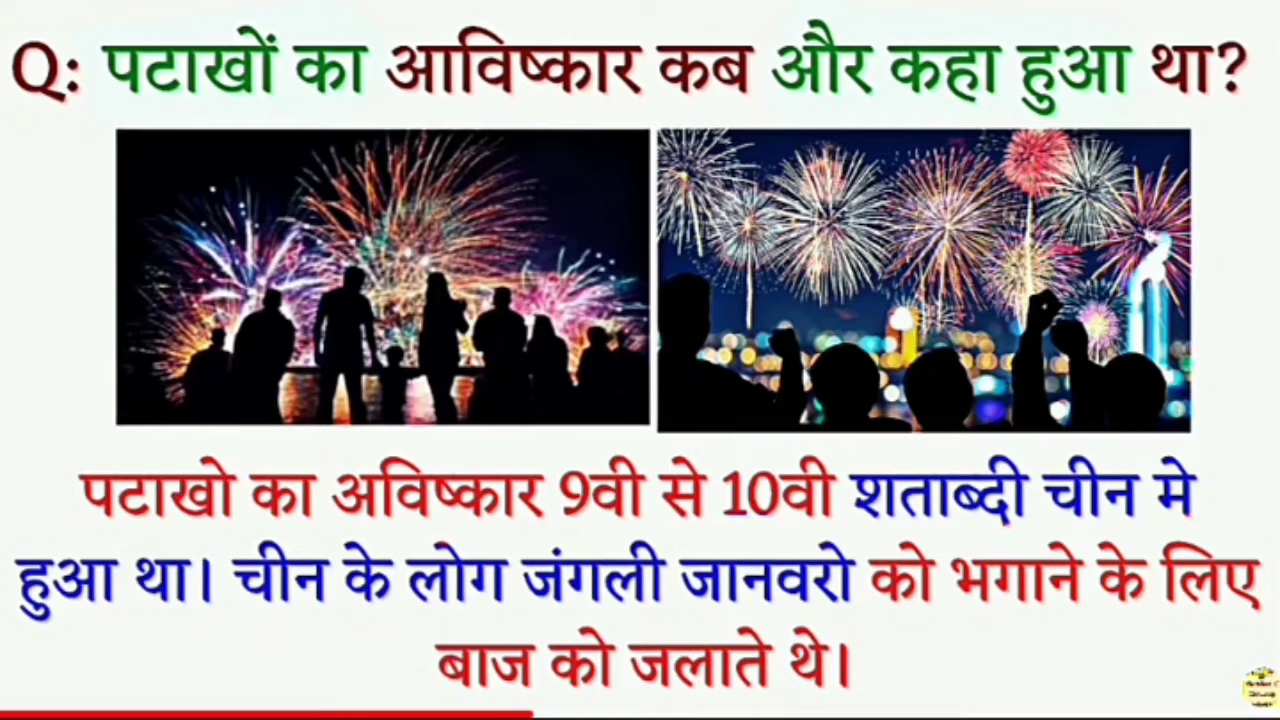 Q: पटाखों का आविष्कार कब और कहा हुआ था?
पटाखो का अविष्कार 9वी से 10वी शताब्दी चीन मे
हुआ था। चीन के लोग जंगली जानवरो को भगाने के लिए
बाज को जलाते थे।